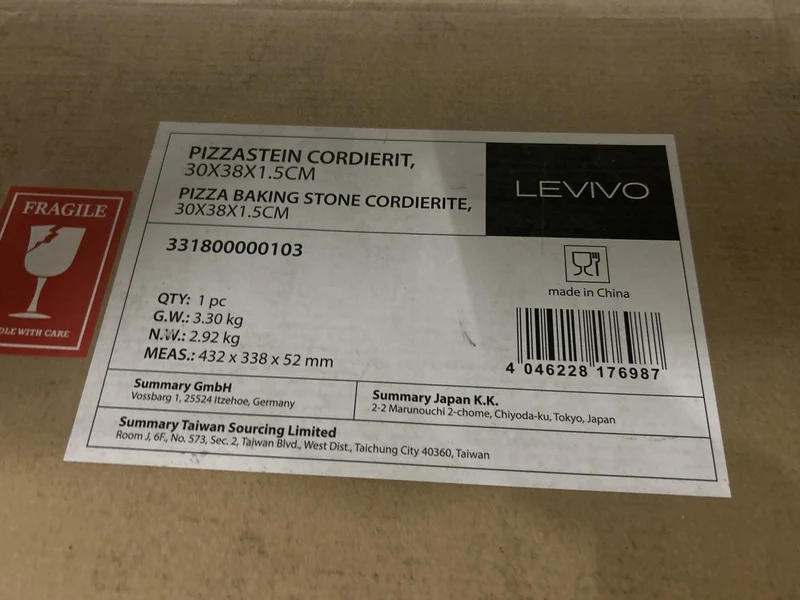 PIZZASTEIN CORDIERIT,
30X38X1.5CM
PIZZA BAKING STONE CORDIERITE,
30X38X1.5CM
LEVIVO
331800000103
made in China
QTY: 1 pc
G.W.: 3.30 kg
N.W.: 2.92 kg
MEAS.: 432 x 338 x 52 mm
4 046228 176987
Summary GmbH
Vossbarg 1, 25524 Itzehoe, Germany
Summary Japan K.K.
2-2 Marunouchi 2-chome, Chiyoda-ku, Tokyo, Japan
Summary Taiwan Sourcing Limited
Room J, 6F., No. 573, Sec. 2, Taiwan Blvd., West Dist., Taichung City 40360, Taiwan
FRAGILE
DLE WITH CARE